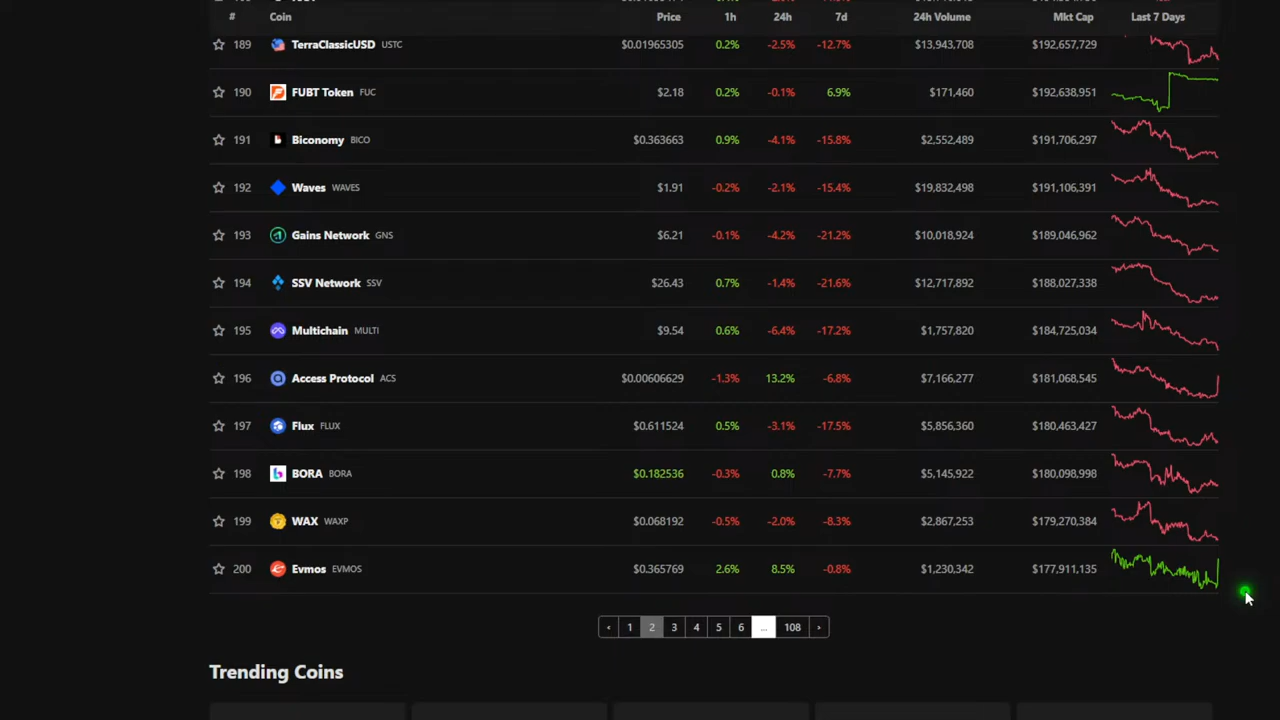 # Coin Price 1h 24h 7d 24h Volume Mkt Cap Last 7 Days
189 TerraClassicUSD USTC $0.01965305 0.2% -2.5% -12.7% $13,943,708 $192,657,729
190 FUBT Token FUC $2.18 0.2% -0.1% 6.9% $171,460 $192,638,951
191 Biconomy BICO $0.363663 0.9% -4.1% -15.8% $2,552,489 $191,706,297
192 Waves WAVES $1.91 -0.2% -2.1% -15.4% $19,832,498 $191,106,391
193 Gains Network GNS $6.21 -0.1% -4.2% -21.2% $10,018,924 $189,046,962
194 SSV Network SSV $26.43 0.7% -1.4% -21.6% $12,717,892 $188,027,338
195 Multichain MULTI $9.54 0.6% -6.4% -17.2% $1,757,820 $184,725,034
196 Access Protocol ACS $0.00606629 -1.3% 13.2% -6.8% $7,166,277 $181,068,545
197 Flux FLUX $0.611524 0.5% -3.1% -17.5% $5,856,360 $180,463,427
198 BORA BORA $0.182536 -0.3% 0.8% -7.7% $5,145,922 $180,098,998
199 WAX WAXP $0.068192 -0.5% -2.0% -8.3% $2,867,253 $179,270,384
200 Evmos EVMOS $0.365769 2.6% 8.5% -0.8% $1,230,342 $177,911,135
‹ 1 2 3 4 5 6 ... 108 ›
Trending Coins